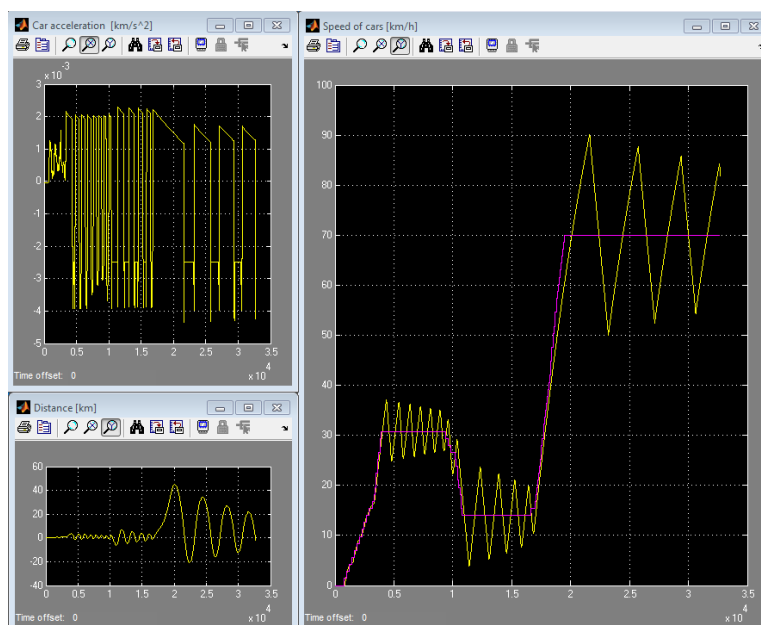 Car acceleration [km/s^2]
x 10
-3
3
2
1
0
-1
-2
-3
-4
-5
0 0.5 1 1.5 2 2.5 3 3.5
x 10
4
Time offset: 0
Distance [km]
60
40
20
0
-20
-40
0 0.5 1 1.5 2 2.5 3 3.5
x 10
4
Time offset: 0
Speed of cars [km/h]
100
90
80
70
60
50
40
30
20
10
0
0 0.5 1 1.5 2 2.5 3 3.5
x 10
4
Time offset: 0